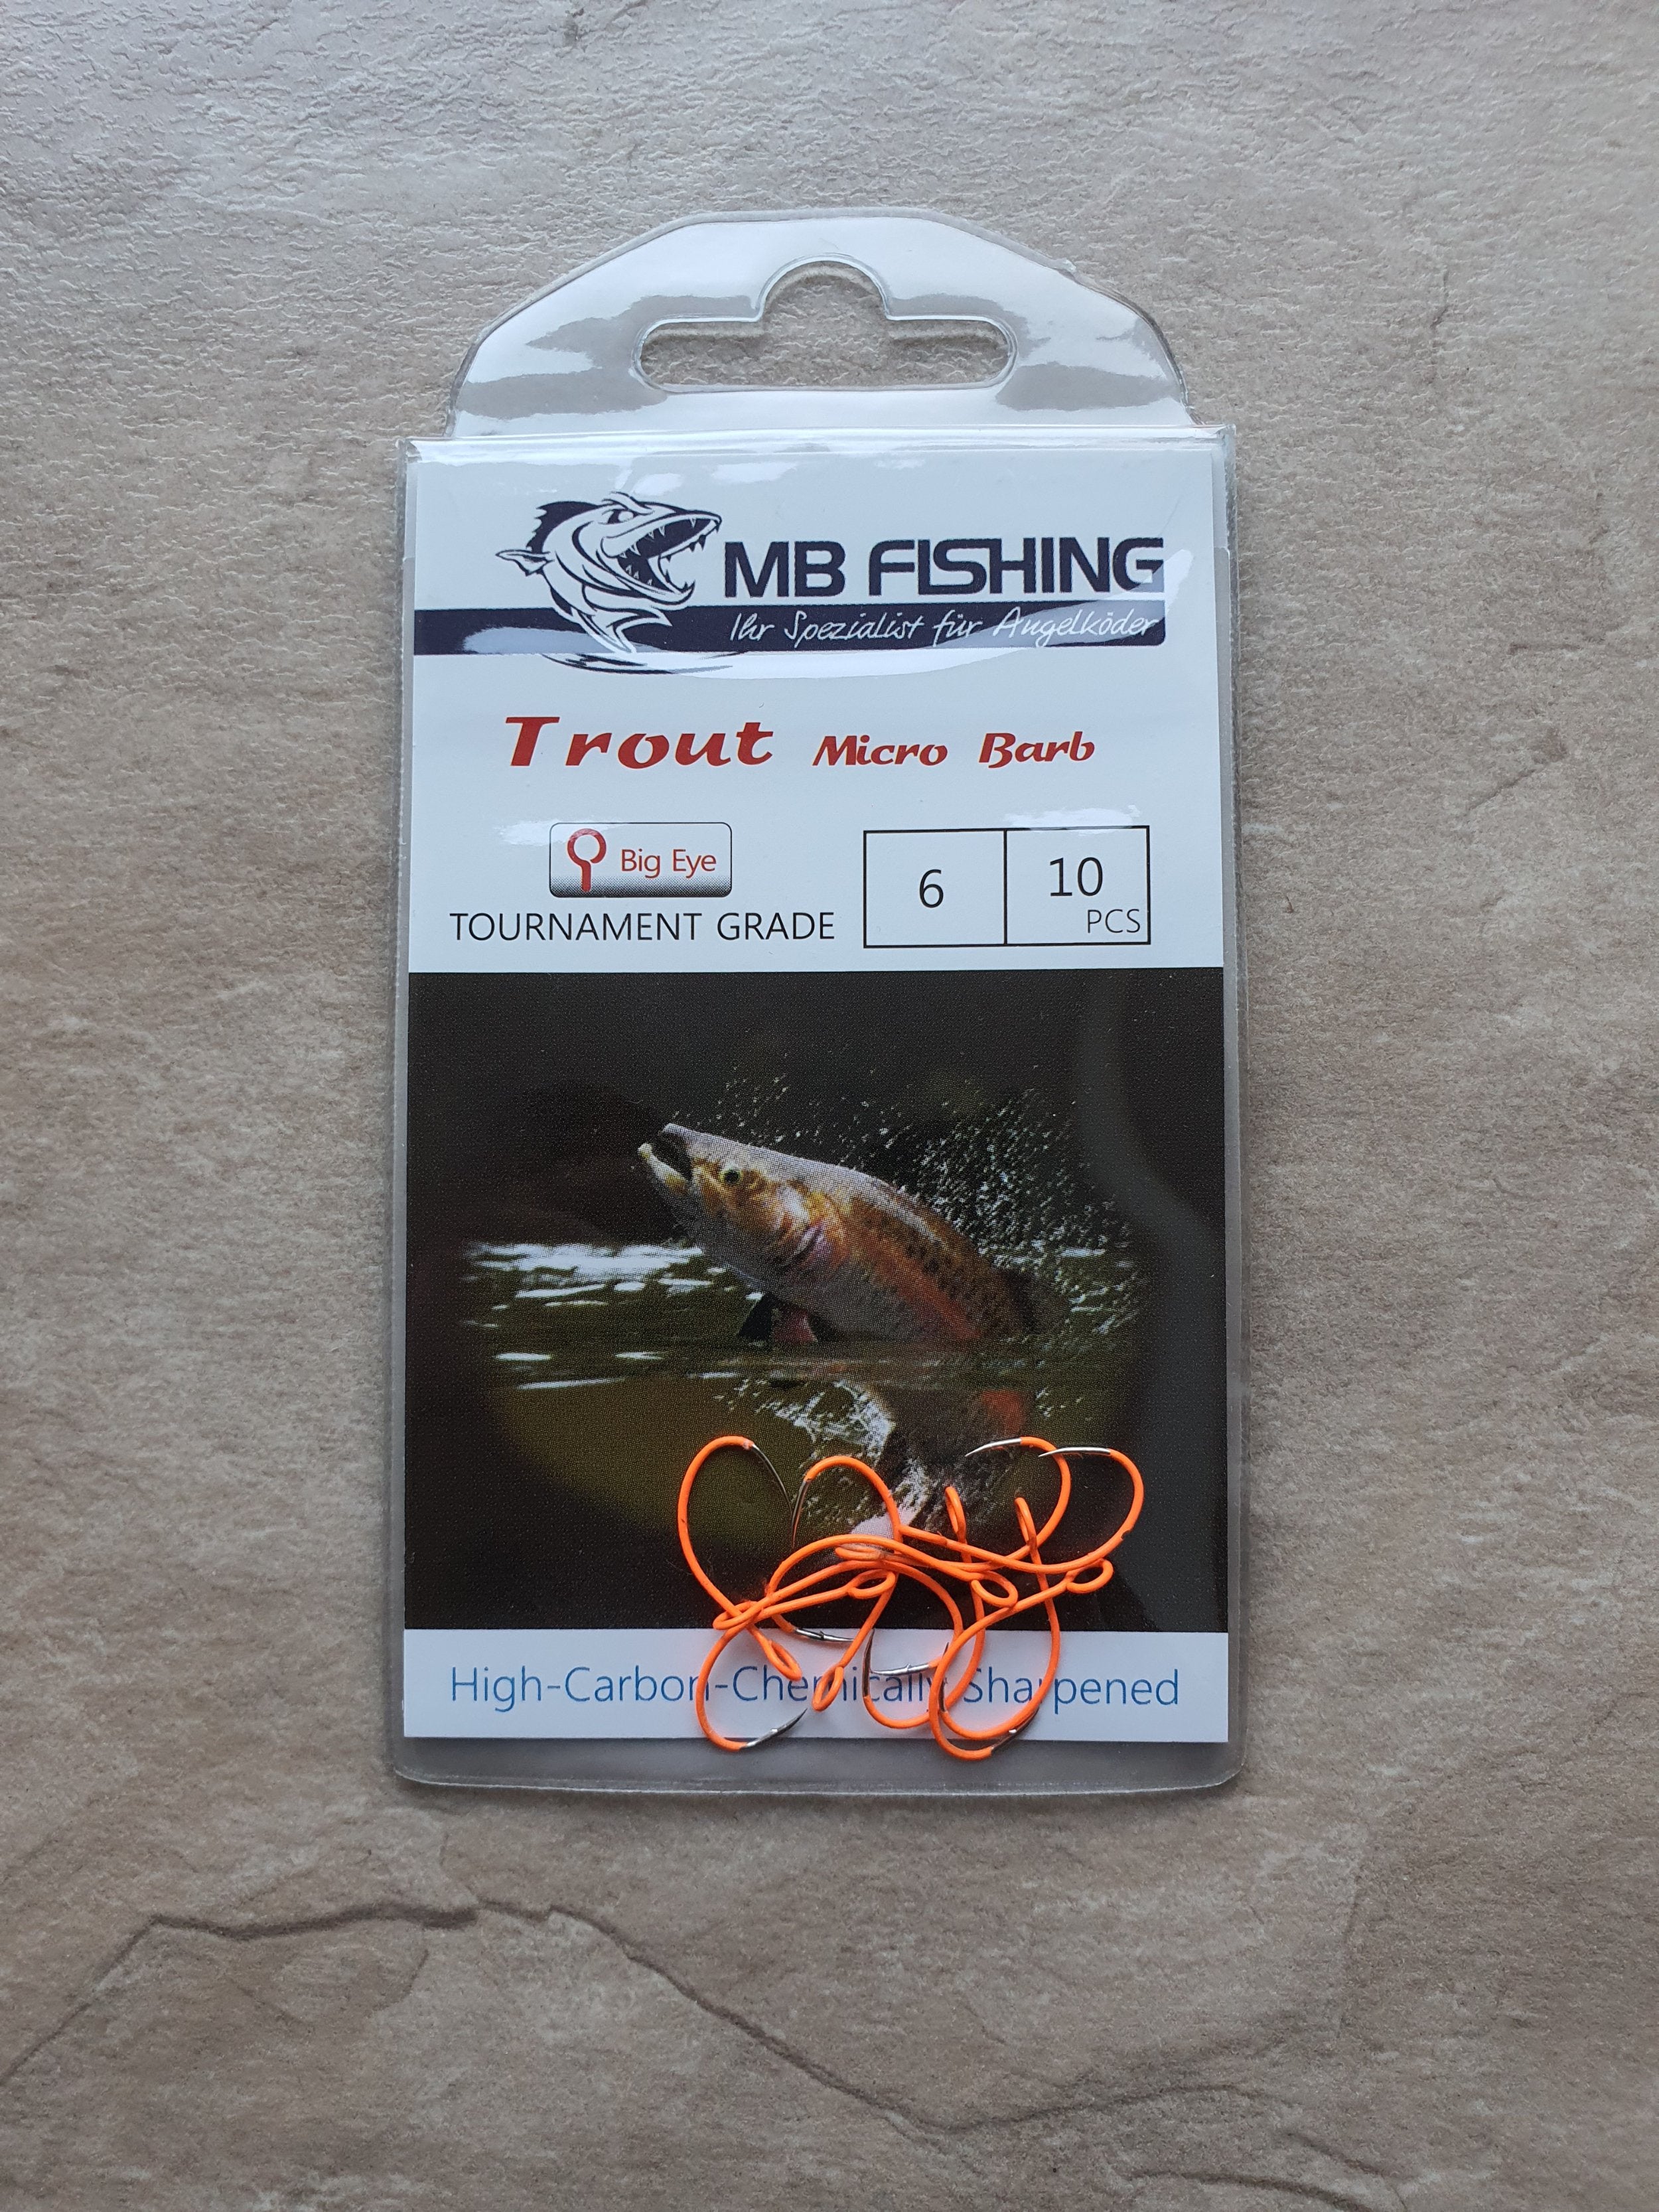 MB FISHING
Ihr Spezialist für Angelköder
Trout Micro Barb
Big Eye
TOURNAMENT GRADE
6
10
PCS
High-Carbon-Chemically Sharpened